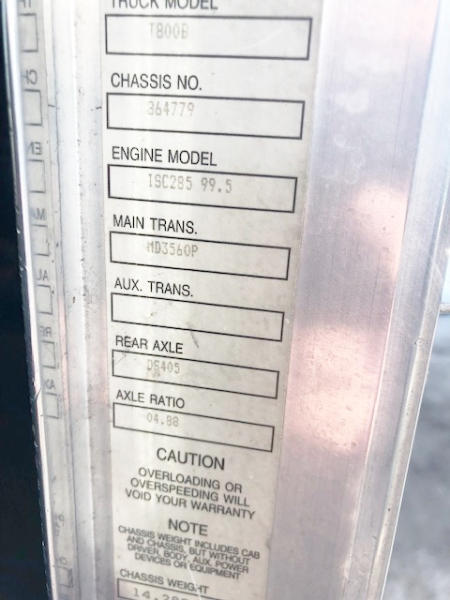 TRUCK MODEL
T800B
CHASSIS NO.
364779
ENGINE MODEL
ISC285 99.5
MAIN TRANS.
MD3560P
AUX. TRANS.
REAR AXLE
DS405
AXLE RATIO
04.88
CAUTION
OVERLOADING OR
OVERSPEEDING WILL
VOID YOUR WARRANTY
NOTE
CHASSIS WEIGHT INCLUDES CAB
AND CHASSIS, BUT WITHOUT
DRIVER, BODY, AUX. POWER
DEVICES OR EQUIPMENT
CHASSIS WEIGHT